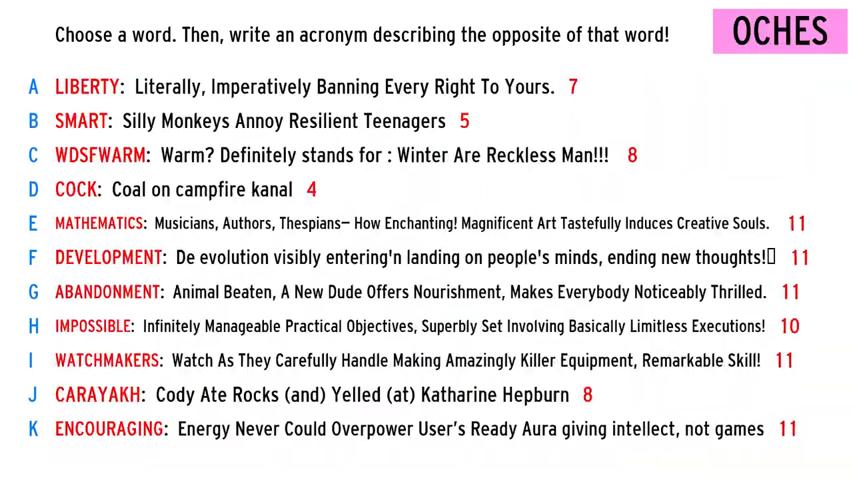 Choose a word. Then, write an acronym describing the opposite of that word!
OCHES
A LIBERTY: Literally, Imperatively Banning Every Right To Yours. 7
B SMART: Silly Monkeys Annoy Resilient Teenagers 5
C WDSFWARM: Warm? Definitely stands for : Winter Are Reckless Man!!! 8
D COCK: Coal on campfire kanal 4
E MATHEMATICS: Musicians, Authors, Thespians— How Enchanting! Magnificent Art Tastefully Induces Creative Souls. 11
F DEVELOPMENT: De evolution visibly entering'n landing on people's minds, ending new thoughts!▯ 11
G ABANDONMENT: Animal Beaten, A New Dude Offers Nourishment, Makes Everybody Noticeably Thrilled. 11
H IMPOSSIBLE: Infinitely Manageable Practical Objectives, Superbly Set Involving Basically Limitless Executions! 10
I WATCHMAKERS: Watch As They Carefully Handle Making Amazingly Killer Equipment, Remarkable Skill! 11
J CARAYAKH: Cody Ate Rocks (and) Yelled (at) Katharine Hepburn 8
K ENCOURAGING: Energy Never Could Overpower User's Ready Aura giving intellect, not games 11